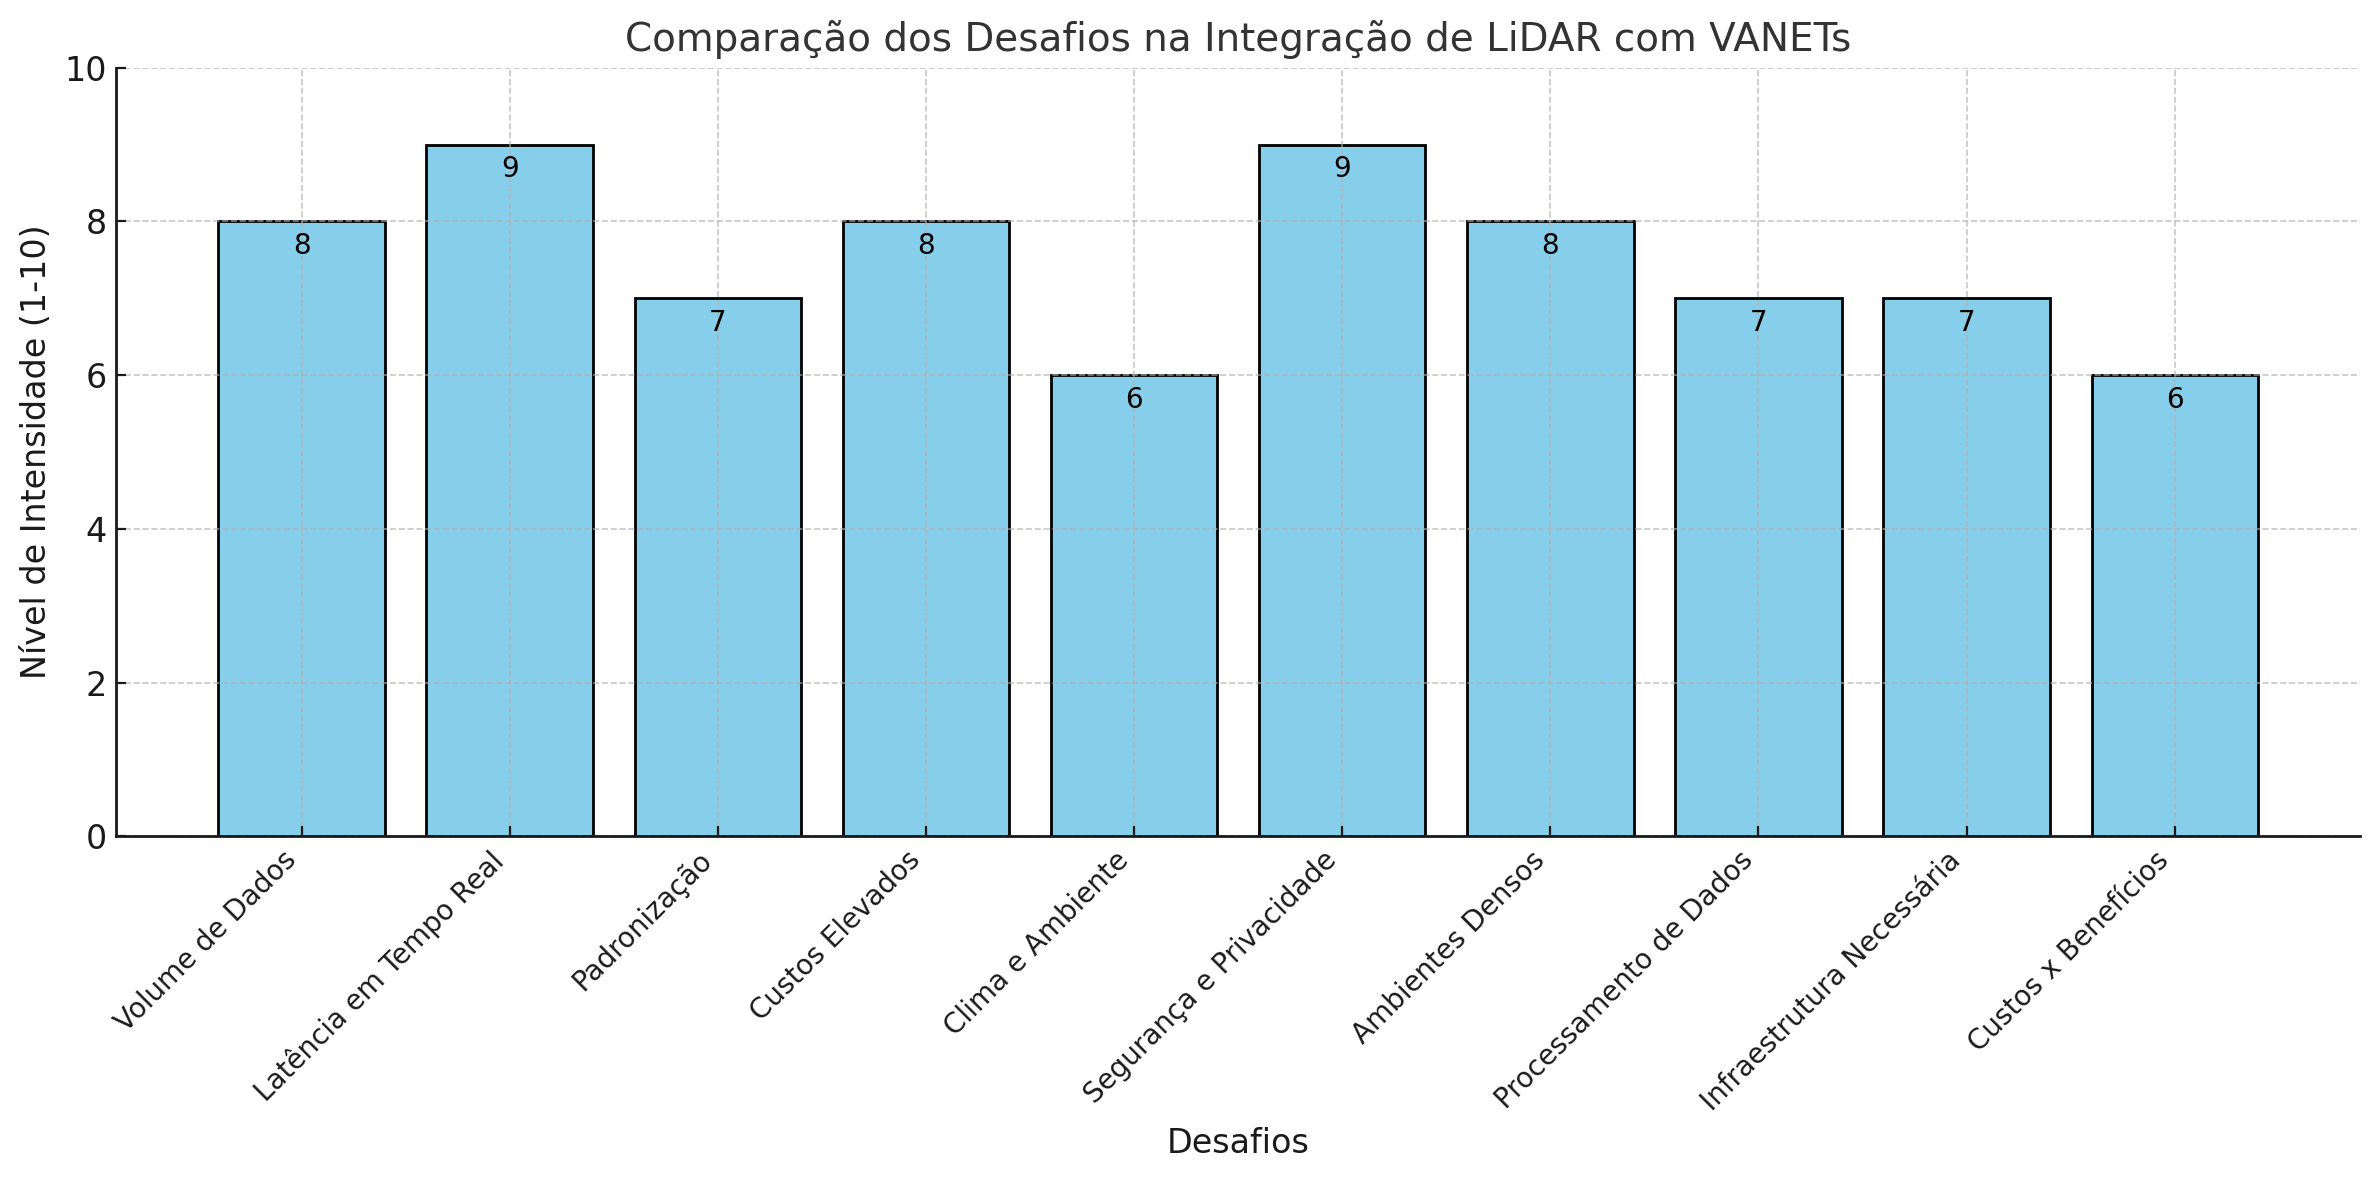 Comparação dos Desafios na Integração de LiDAR com VANETs
Nível de Intensidade (1-10)
10
8
6
4
2
0
8
9
7
8
6
9
8
7
7
6
Volume de Dados
Latência em Tempo Real
Padronização
Custos Elevados
Clima e Ambiente
Segurança e Privacidade
Ambientes Densos
Processamento de Dados
Infraestrutura Necessária
Custos x Benefícios
Desafios